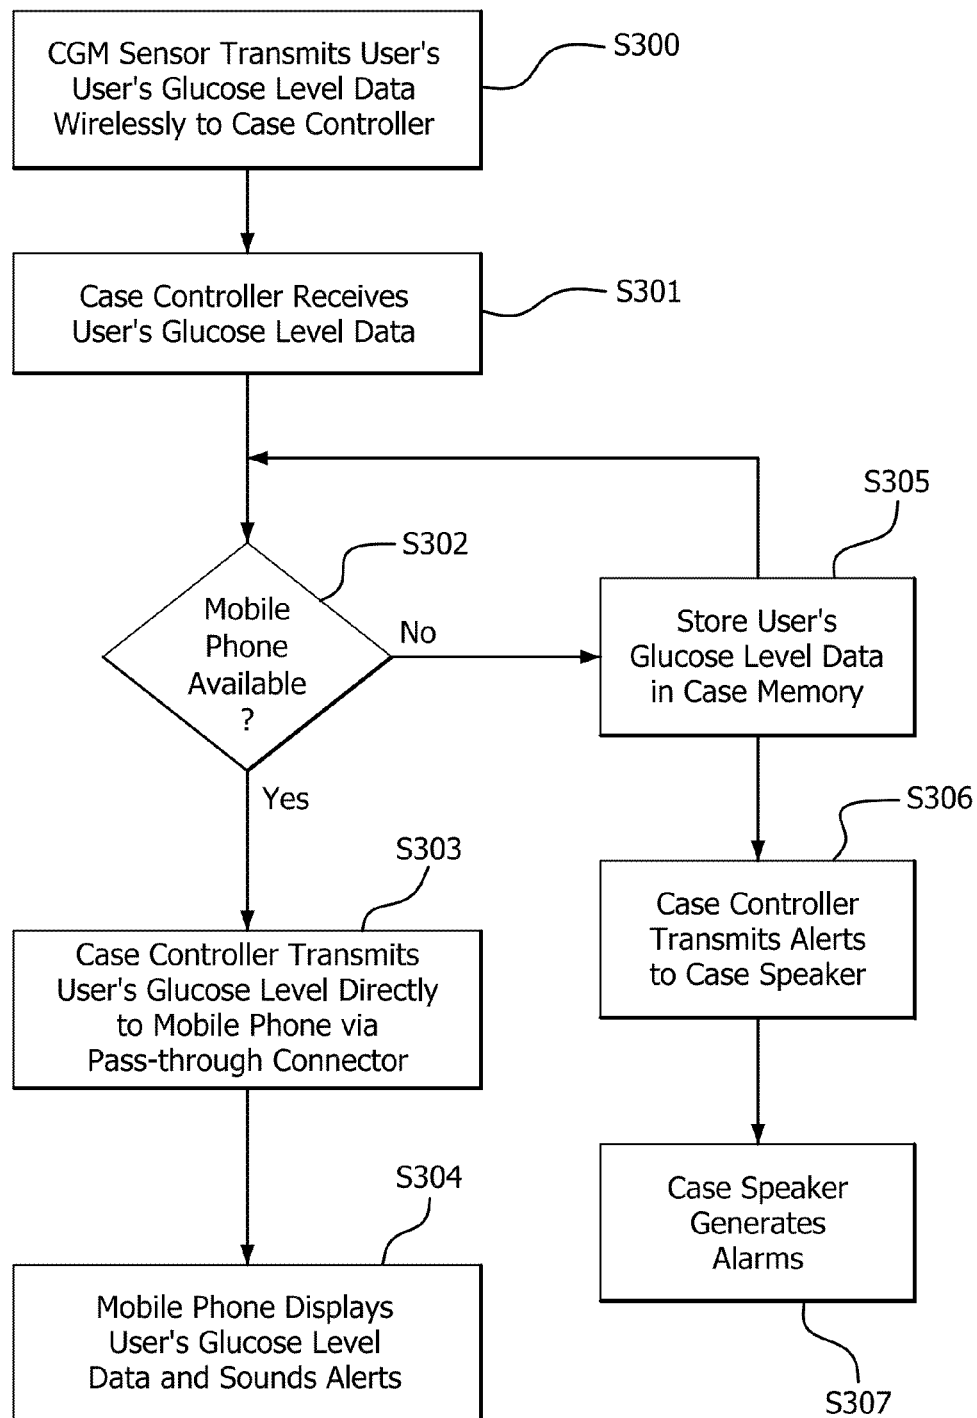 CGM Sensor Transmits User's
User's Glucose Level Data
Wirelessly to Case Controller
S300
Case Controller Receives
User's Glucose Level Data
S301
S302
Mobile
Phone
Available
?
No
Yes
S305
Store User's
Glucose Level Data
in Case Memory
S303
Case Controller Transmits
User's Glucose Level Directly
to Mobile Phone via
Pass-through Connector
S306
Case Controller
Transmits Alerts
to Case Speaker
S304
Mobile Phone Displays
User's Glucose Level
Data and Sounds Alerts
Case Speaker
Generates
Alarms
S307